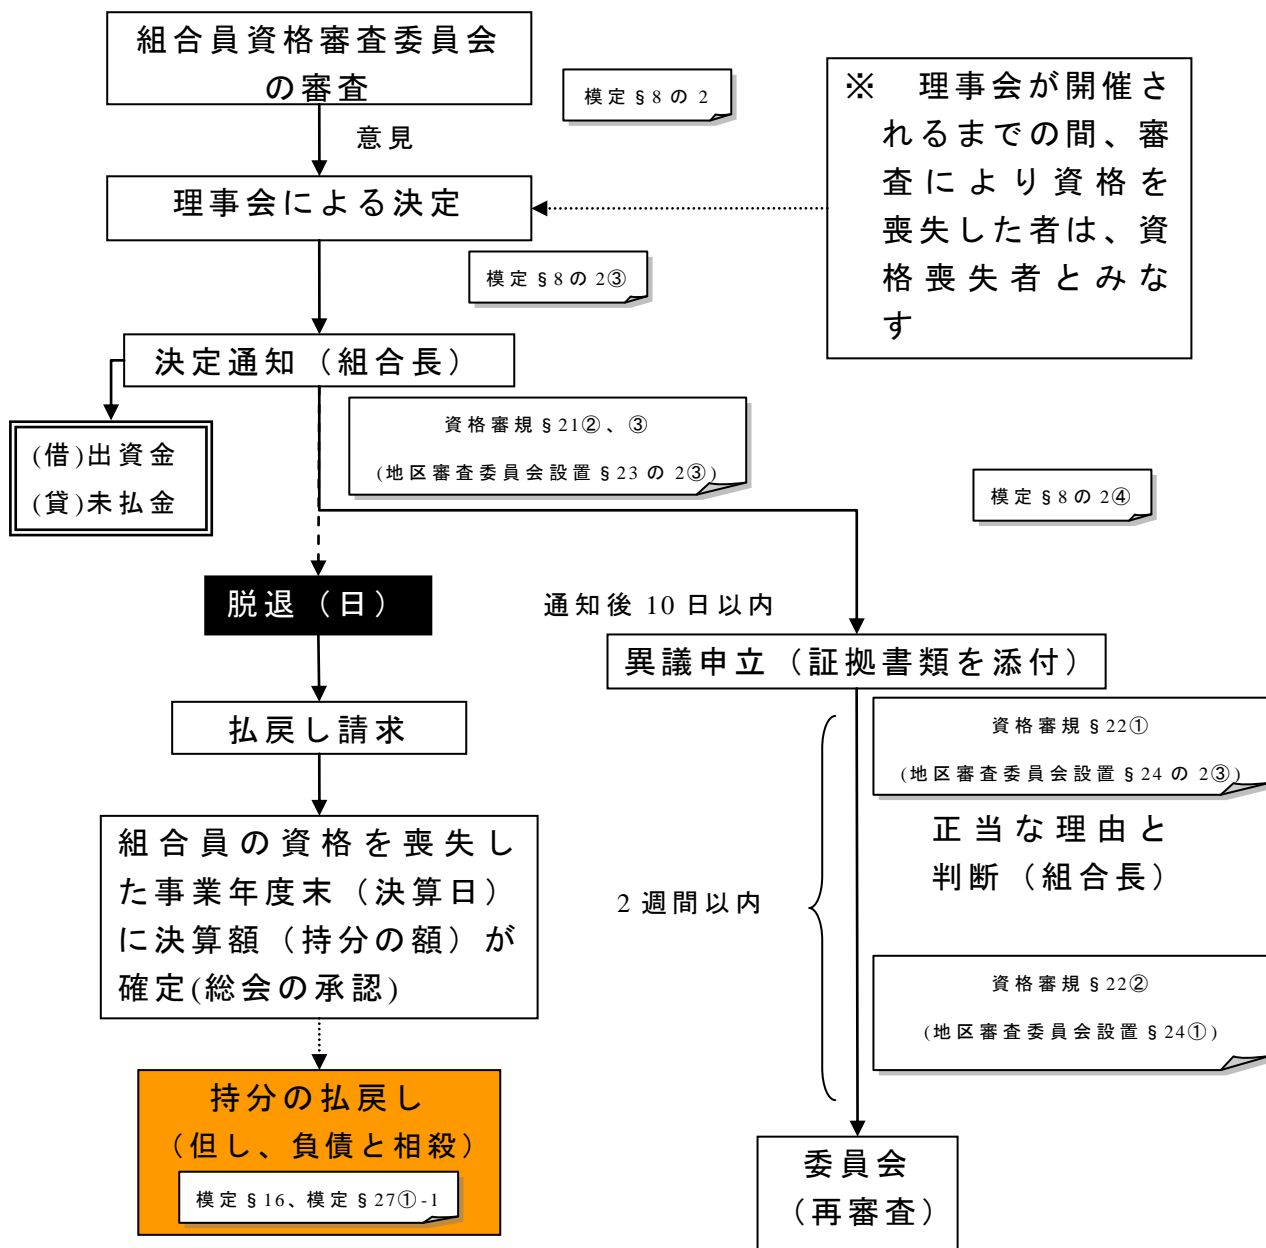 組合員資格審査委員会
の審査
模定§8の2
意見
※　理事会が開催さ
れるまでの間、審
査により資格を
喪失した者は、資
格喪失者とみな
す
理事会による決定
模定§8の2③
決定通知（組合長）
資格審規§21②、③
(地区審査委員会設置§23の2③)
(借)出資金
(貸)未払金
模定§8の2④
脱退（日）
通知後10日以内
異議申立（証拠書類を添付）
払戻し請求
資格審規§22①
(地区審査委員会設置§24の2③)
正当な理由と
判断（組合長）
組合員の資格を喪失し
た事業年度末（決算日）
に決算額（持分の額）が
確定(総会の承認)
2週間以内
資格審規§22②
(地区審査委員会設置§24①)
持分の払戻し
（但し、負債と相殺）
模定§16、模定§27①-1
委員会
（再審査）